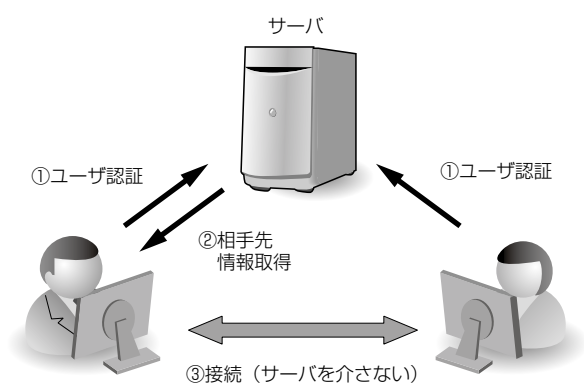 サーバ
①ユーザ認証
①ユーザ認証
②相手先
情報取得
③接続（サーバを介さない）